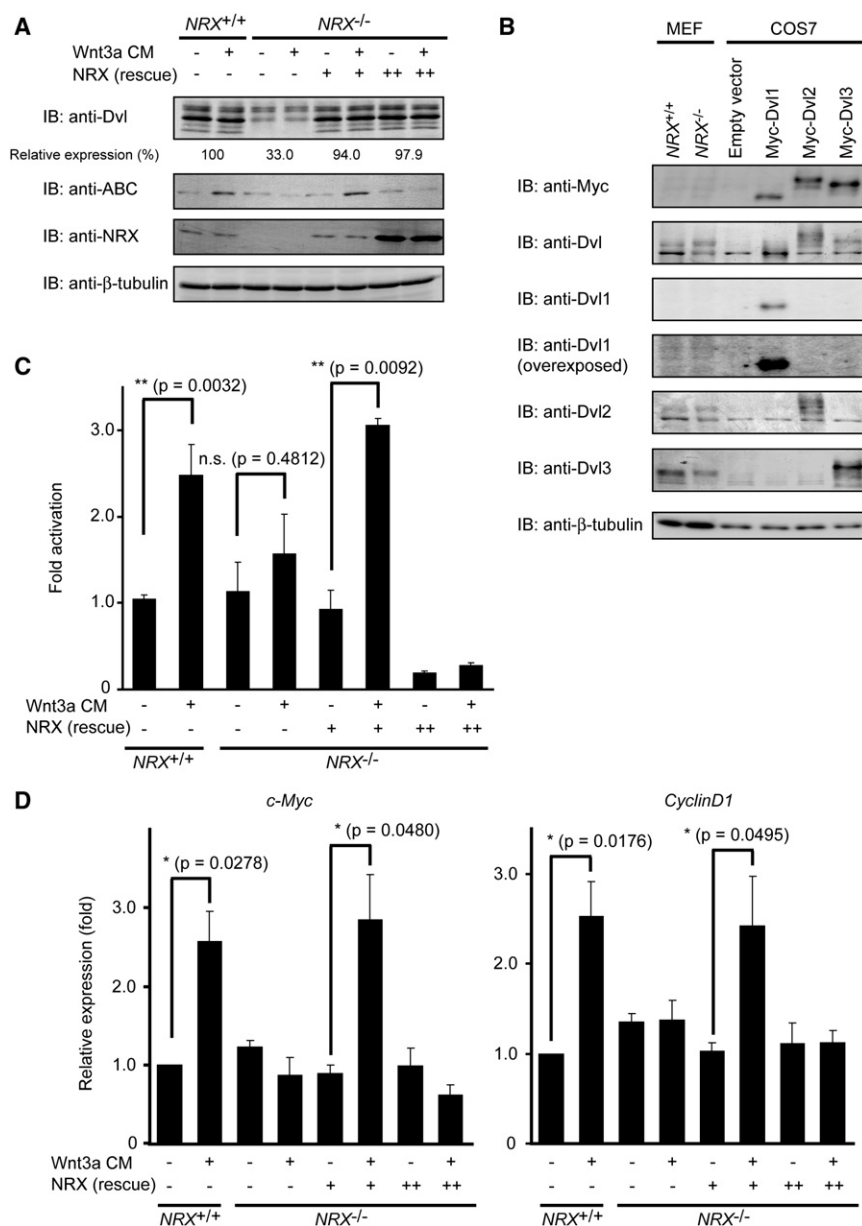 A
NRX+/+ NRX-/-
Wnt3a CM - + - + - + - +
NRX (rescue) - - - - + + ++ ++
IB: anti-Dvl
Relative expression (%) 100 33.0 94.0 97.9
IB: anti-ABC
IB: anti-NRX
IB: anti-β-tubulin
B
MEF COS7
NRX+/+ NRX-/- Empty vector Myc-Dvl1 Myc-Dvl2 Myc-Dvl3
IB: anti-Myc
IB: anti-Dvl
IB: anti-Dvl1
IB: anti-Dvl1
(overexposed)
IB: anti-Dvl2
IB: anti-Dvl3
IB: anti-β-tubulin
C
** (p = 0.0032)
** (p = 0.0092)
n.s. (p = 0.4812)
Fold activation
3.0
2.0
1.0
0
Wnt3a CM - + - + - + - +
NRX (rescue) - - - - + + ++ ++
NRX+/+ NRX-/-
D
c-Myc
* (p = 0.0278)
* (p = 0.0480)
Relative expression (fold)
3.0
2.0
1.0
0
Wnt3a CM - + - + - + - +
NRX (rescue) - - - - + + ++ ++
NRX+/+ NRX-/-
CyclinD1
* (p = 0.0176)
* (p = 0.0495)
3.0
2.0
1.0
0
- + - + - + - +
- - - - + + ++ ++
NRX+/+ NRX-/-